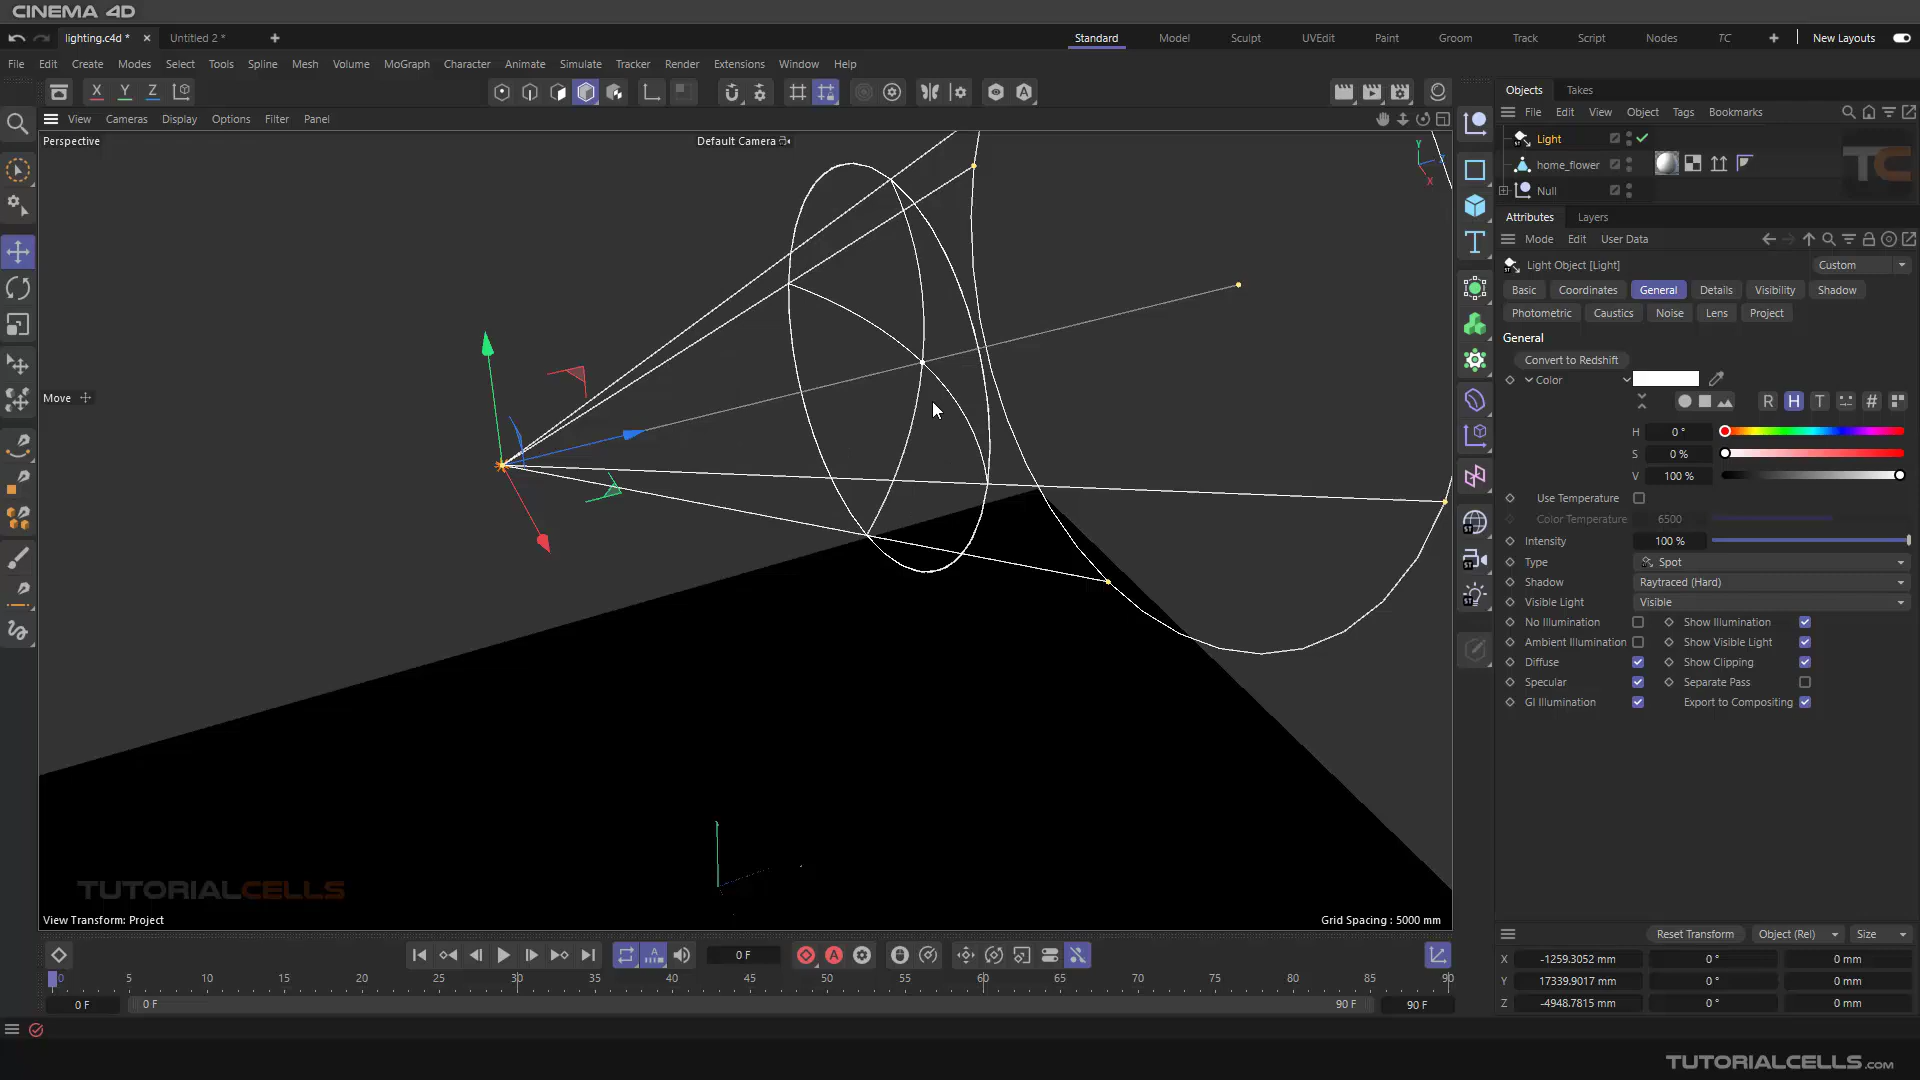 CINEMA 4D
lighting.c4d *
Untitled 2 *
Standard
Model
Sculpt
UVEdit
Paint
Groom
Track
Script
Nodes
TC
New Layouts
File Edit Create Modes Select Tools Spline Mesh Volume MoGraph Character Animate Simulate Tracker Render Extensions Window Help
X Y Z
View Cameras Display Options Filter Panel
Perspective
Default Camera
Y
X
Move
TUTORIALCELLS
View Transform: Project
Grid Spacing : 5000 mm
Objects Takes
File Edit View Object Tags Bookmarks
Light
home_flower
Null
TC
Attributes Layers
Mode Edit User Data
Light Object [Light]
Custom
Basic Coordinates General Details Visibility Shadow
Photometric Caustics Noise Lens Project
General
Convert to Redshift
Color
R H T #
H 0 °
S 0 %
V 100 %
Use Temperature
Color Temperature 6500
Intensity 100 %
Type Spot
Shadow Raytraced (Hard)
Visible Light Visible
No Illumination Show Illumination
Ambient Illumination Show Visible Light
Diffuse Show Clipping
Specular Separate Pass
GI Illumination Export to Compositing
0 F
0 5 10 15 20 25 30 35 40 45 50 55 60 65 70 75 80 85 90
0 F 0 F 90 F 90 F
Reset Transform Object (Rel) Size
X -1259.3052 mm 0 ° 0 mm
Y 17339.9017 mm 0 ° 0 mm
Z -4948.7815 mm 0 ° 0 mm
TUTORIALCELLS.com